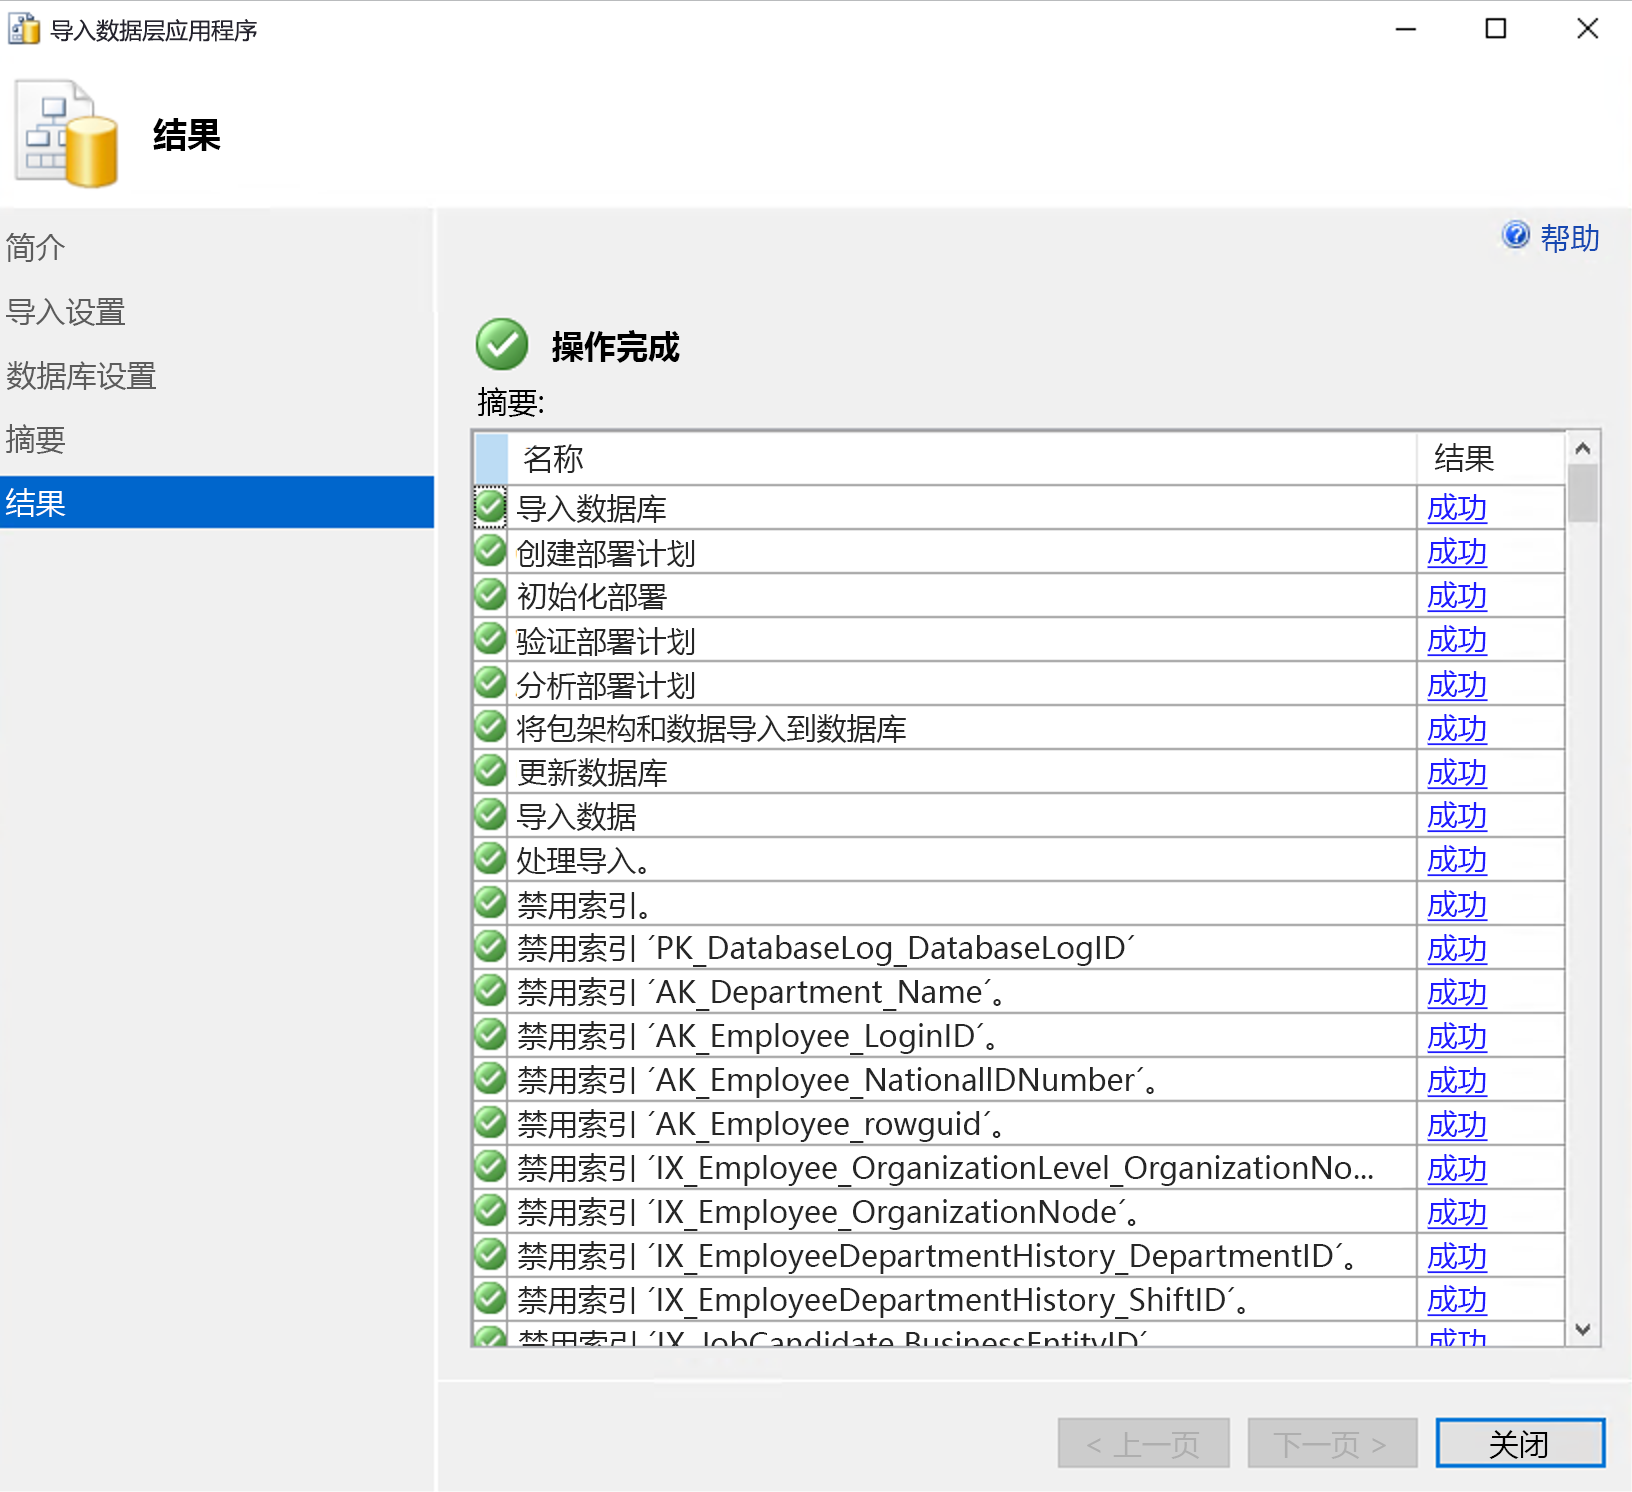 导入数据层应用程序
结果
简介
导入设置
数据库设置
摘要
结果
帮助
操作完成
摘要:
名称 结果
导入数据库 成功
创建部署计划 成功
初始化部署 成功
验证部署计划 成功
分析部署计划 成功
将包架构和数据导入到数据库 成功
更新数据库 成功
导入数据 成功
处理导入。 成功
禁用索引。 成功
禁用索引 ´PK_DatabaseLog_DatabaseLogID´ 成功
禁用索引 ´AK_Department_Name´。 成功
禁用索引 ´AK_Employee_LoginID´。 成功
禁用索引 ´AK_Employee_NationalIDNumber´。 成功
禁用索引 ´AK_Employee_rowguid´。 成功
禁用索引 ´IX_Employee_OrganizationLevel_OrganizationNo... 成功
禁用索引 ´IX_Employee_OrganizationNode´。 成功
禁用索引 ´IX_EmployeeDepartmentHistory_DepartmentID´。 成功
禁用索引 ´IX_EmployeeDepartmentHistory_ShiftID´。 成功
禁用索引 ´IX_JobCandidate_BusinessEntityID´ 成功
< 上一页 下一页 > 关闭